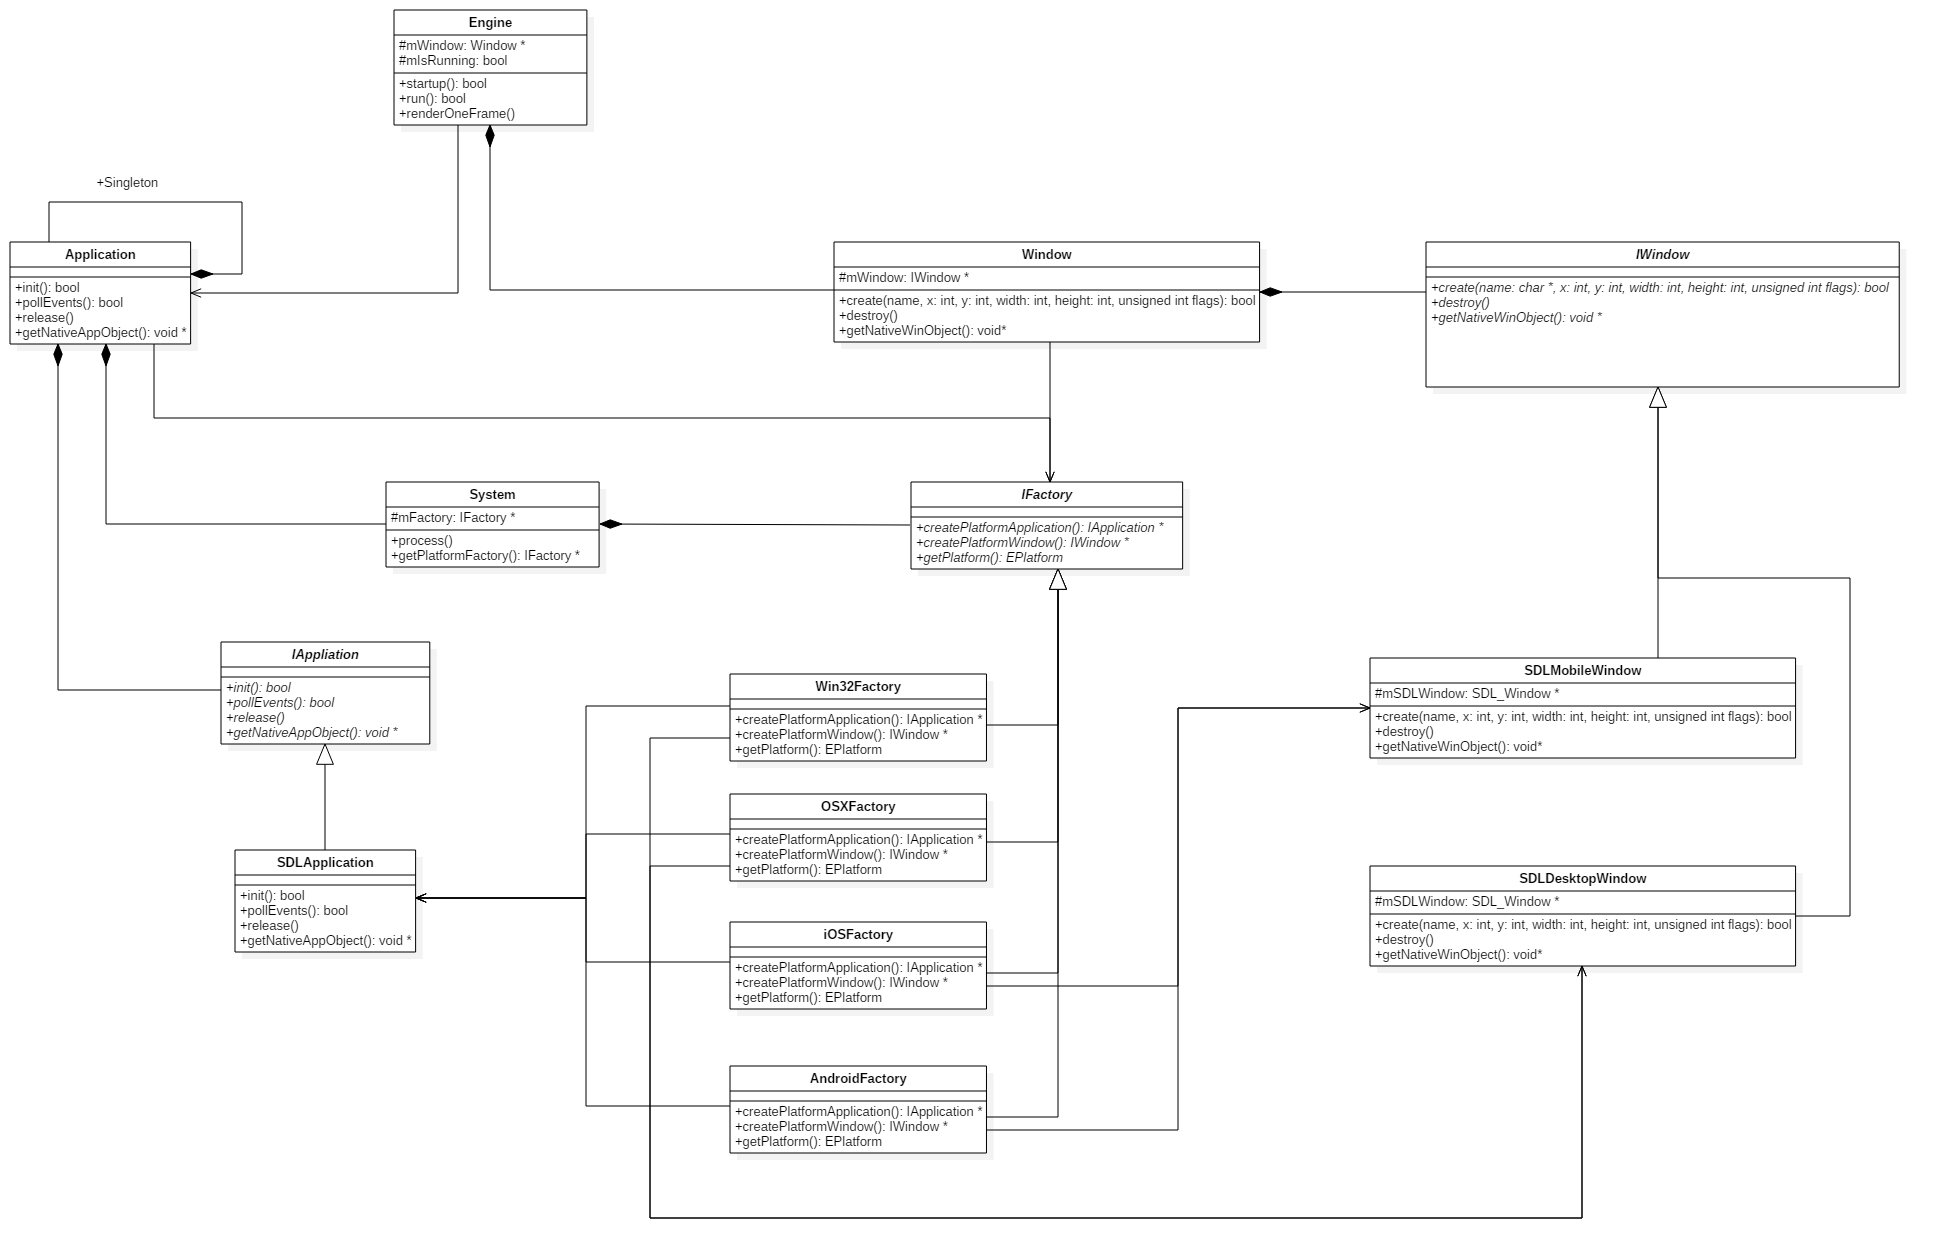 Engine
#mWindow: Window *
#mIsRunning: bool
+startup(): bool
+run(): bool
+renderOneFrame()
+Singleton
Application
+init(): bool
+pollEvents(): bool
+release()
+getNativeAppObject(): void *
Window
#mWindow: IWindow *
+create(name, x: int, y: int, width: int, height: int, unsigned int flags): bool
+destroy()
+getNativeWinObject(): void*
IWindow
+create(name: char *, x: int, y: int, width: int, height: int, unsigned int flags): bool
+destroy()
+getNativeWinObject(): void *
System
#mFactory: IFactory *
+process()
+getPlatformFactory(): IFactory *
IFactory
+createPlatformApplication(): IApplication *
+createPlatformWindow(): IWindow *
+getPlatform(): EPlatform
IAppliation
+init(): bool
+pollEvents(): bool
+release()
+getNativeAppObject(): void *
Win32Factory
+createPlatformApplication(): IApplication *
+createPlatformWindow(): IWindow *
+getPlatform(): EPlatform
SDLMobileWindow
#mSDLWindow: SDL_Window *
+create(name, x: int, y: int, width: int, height: int, unsigned int flags): bool
+destroy()
+getNativeWinObject(): void*
OSXFactory
+createPlatformApplication(): IApplication *
+createPlatformWindow(): IWindow *
+getPlatform(): EPlatform
SDLApplication
+init(): bool
+pollEvents(): bool
+release()
+getNativeAppObject(): void *
SDLDesktopWindow
#mSDLWindow: SDL_Window *
+create(name, x: int, y: int, width: int, height: int, unsigned int flags): bool
+destroy()
+getNativeWinObject(): void*
iOSFactory
+createPlatformApplication(): IApplication *
+createPlatformWindow(): IWindow *
+getPlatform(): EPlatform
AndroidFactory
+createPlatformApplication(): IApplication *
+createPlatformWindow(): IWindow *
+getPlatform(): EPlatform